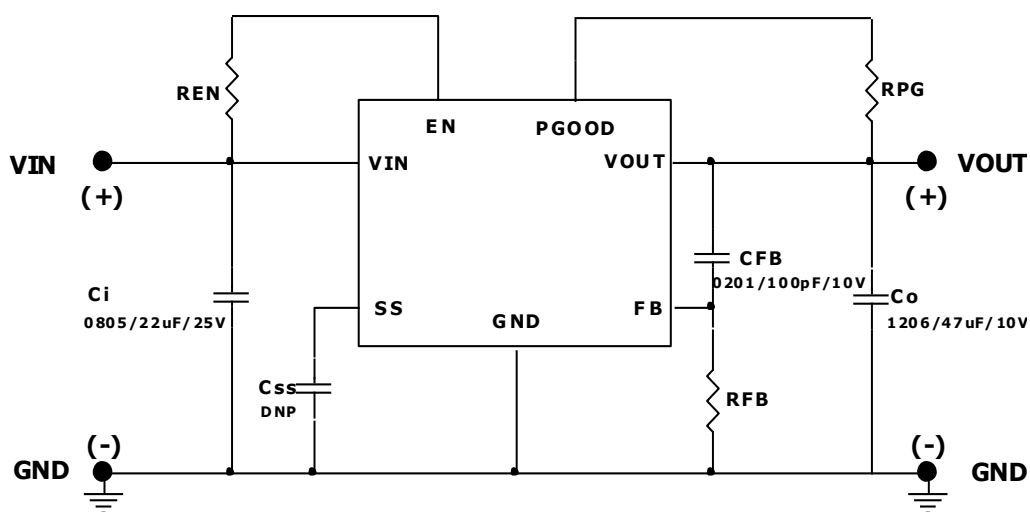 REN
RPG
EN
PGOOD
VIN
VIN
VOUT
VOUT
(+)
(+)
CFB
0201/100pF/10V
Ci
0805/22uF/25V
SS
GND
FB
Co
1206/47uF/10V
Css
DNP
RFB
(-)
(-)
GND
GND